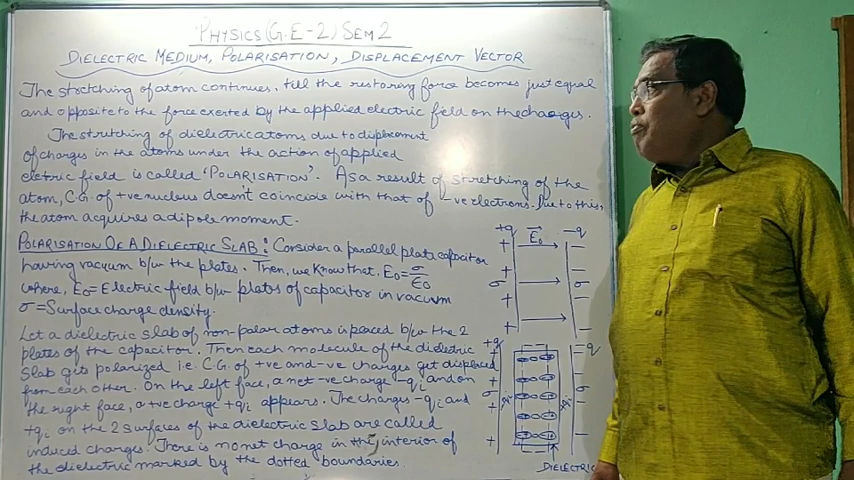 PHYSICS (G.E-2) SEM 2
DIELECTRIC MEDIUM, POLARISATION, DISPLACEMENT VECTOR
The stretching of atom continues, till the restoring force becomes just equal
and opposite to the force exerted by the applied electric field on the charges.
The stretching of dielectric atoms due to displacement
of charges in the atoms under the action of applied
electric field is called 'POLARISATION'. As a result of stretching of the
atom, C.G. of +ve nucleus doesn't coincide with that of -ve electrons. Due to this,
the atom acquires a dipole moment.
POLARISATION OF A DIELECTRIC SLAB: Consider a parallel plate capacitor
having vacuum b/w the plates. Then, we know that, E0 = σ/ε0
where, E0 = Electric field b/w plates of capacitor in vacuum
σ = Surface charge density.
Let a dielectric slab of non-polar atoms is placed b/w the 2
plates of the capacitor. Then each molecule of the dielectric
slab gets polarized i.e. C.G. of +ve and -ve charges get displaced
from each other. On the left face, a net -ve charge -qi and on
the right face, a +ve charge +qi appears. The charges -qi and
+qi on the 2 surfaces of the dielectric slab are called
induced charges. There is no net charge in the interior of
the dielectric marked by the dotted boundaries.
+q -q
E0
+ −
+ −
σ σ
+ −
+ −
+q -q
+ −
σ σ
+ −
+ −
DIELECTRIC